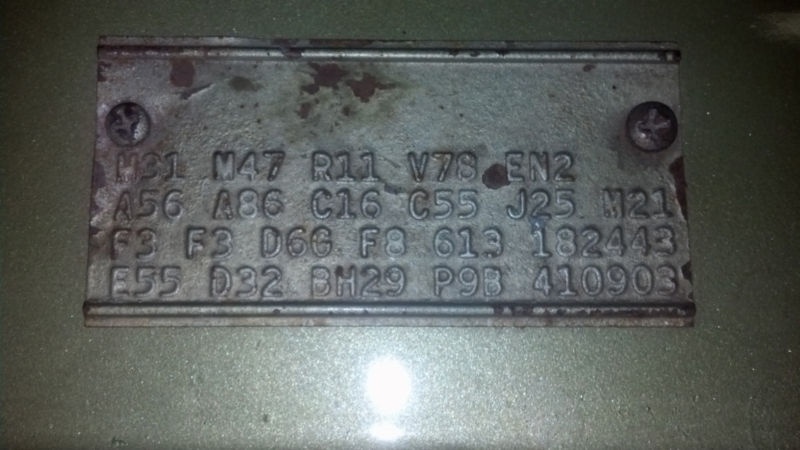 M31 M47 R11 V78 EN2
A56 A86 C16 C55 J25 M21
F3 F3 D6G F8 613 182443
E55 D32 BH29 P9B 410903